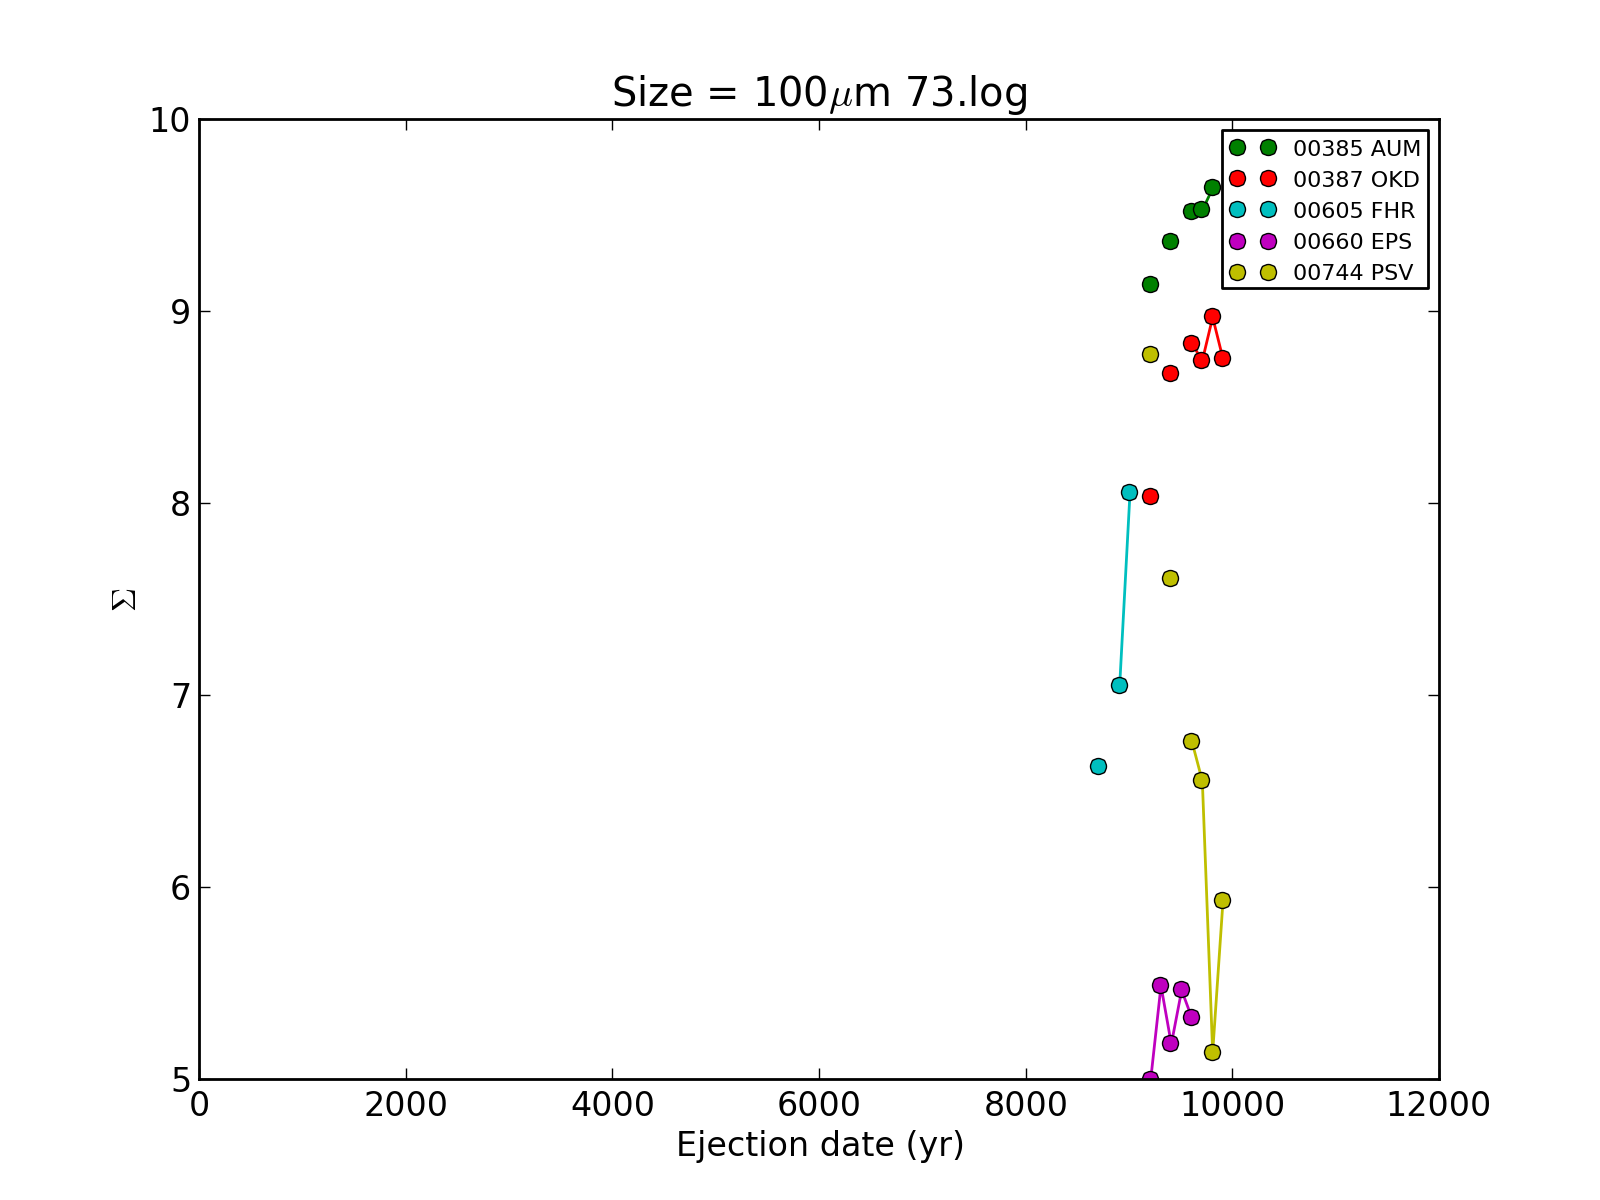 Size = 100μm 73.log
10
9
8
7
6
5
Σ
00385 AUM
00387 OKD
00605 FHR
00660 EPS
00744 PSV
0 2000 4000 6000 8000 10000 12000
Ejection date (yr)